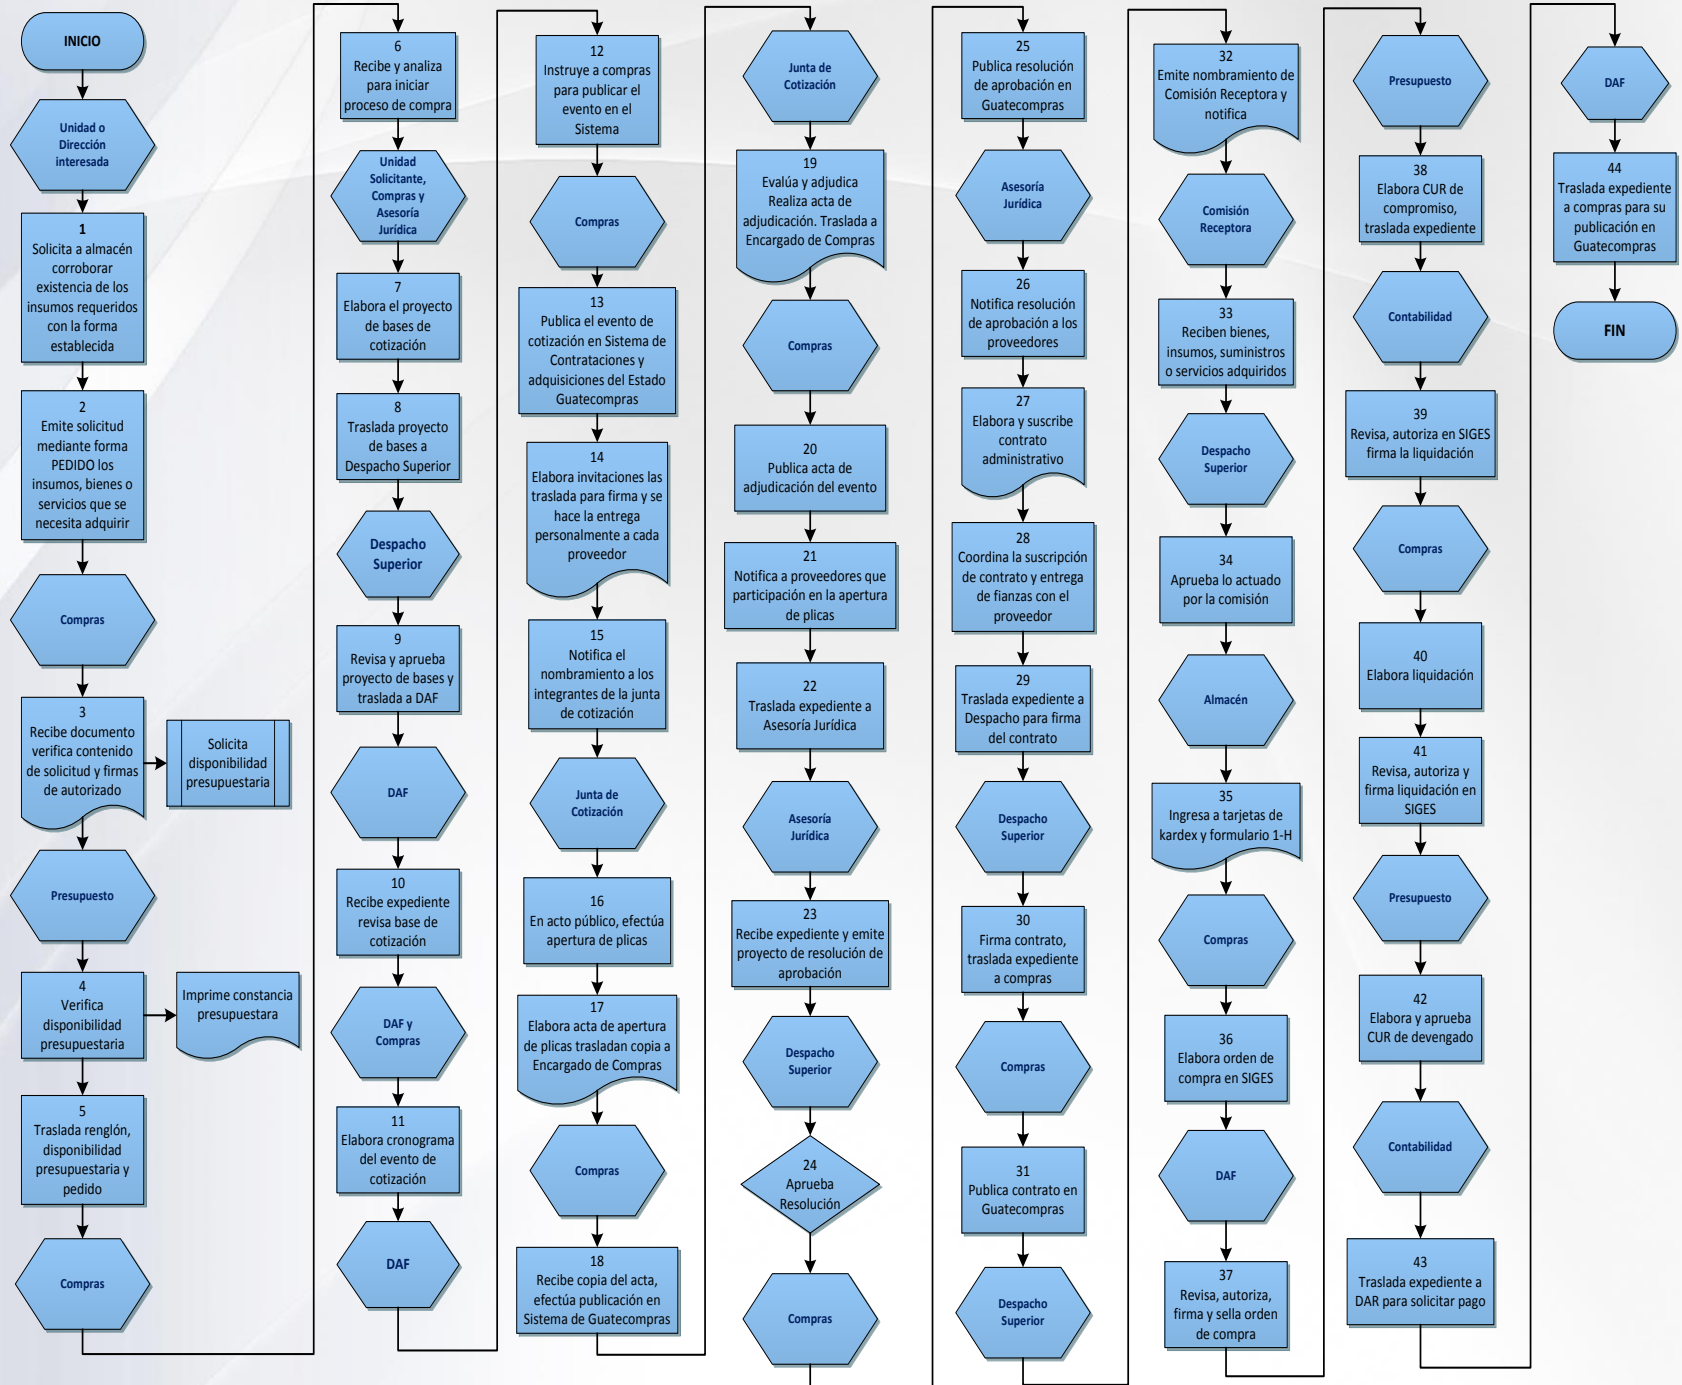 INICIO
Unidad o
Dirección
interesada
1
Solicita a almacén
corroborar
existencia de los
insumos requeridos
con la forma
establecida
2
Emite solicitud
mediante forma
PEDIDO los
insumos, bienes o
servicios que se
necesita adquirir
Compras
3
Recibe documento
verifica contenido
de solicitud y firmas
de autorizado
Solicita
disponibilidad
presupuestaria
Presupuesto
4
Verifica
disponibilidad
presupuestaria
Imprime constancia
presupuestara
5
Traslada renglón,
disponibilidad
presupuestaria y
pedido
Compras
6
Recibe y analiza
para iniciar
proceso de compra
Unidad
Solicitante,
Compras y
Asesoría
Jurídica
7
Elabora el proyecto
de bases de
cotización
8
Traslada proyecto
de bases a
Despacho Superior
Despacho
Superior
9
Revisa y aprueba
proyecto de bases y
traslada a DAF
DAF
10
Recibe expediente
revisa base de
cotización
DAF y
Compras
11
Elabora cronograma
del evento de
cotización
DAF
12
Instruye a compras
para publicar el
evento en el
Sistema
Compras
13
Publica el evento de
cotización en Sistema de
Contrataciones y
adquisiciones del Estado
Guatecompras
14
Elabora invitaciones las
traslada para firma y se
hace la entrega
personalmente a cada
proveedor
15
Notifica el
nombramiento a los
integrantes de la junta
de cotización
Junta de
Cotización
16
En acto público, efectúa
apertura de plicas
17
Elabora acta de apertura
de plicas trasladan copia a
Encargado de Compras
Compras
18
Recibe copia del acta,
efectúa publicación en
Sistema de Guatecompras
Junta de
Cotización
19
Evalúa y adjudica
Realiza acta de
adjudicación. Traslada a
Encargado de Compras
Compras
20
Publica acta de
adjudicación del evento
21
Notifica a proveedores que
participación en la apertura
de plicas
22
Traslada expediente a
Asesoría Jurídica
Asesoría
Jurídica
23
Recibe expediente y emite
proyecto de resolución de
aprobación
Despacho
Superior
24
Aprueba
Resolución
Compras
25
Publica resolución
de aprobación en
Guatecompras
Asesoría
Jurídica
26
Notifica resolución
de aprobación a los
proveedores
27
Elabora y suscribe
contrato
administrativo
28
Coordina la suscripción
de contrato y entrega
de fianzas con el
proveedor
29
Traslada expediente a
Despacho para firma
del contrato
Despacho
Superior
30
Firma contrato,
traslada expediente
a compras
Compras
31
Publica contrato en
Guatecompras
Despacho
Superior
32
Emite nombramiento de
Comisión Receptora y
notifica
Comisión
Receptora
33
Reciben bienes,
insumos, suministros
o servicios adquiridos
Despacho
Superior
34
Aprueba lo actuado
por la comisión
Almacén
35
Ingresa a tarjetas de
kardex y formulario 1-H
Compras
36
Elabora orden de
compra en SIGES
DAF
37
Revisa, autoriza,
firma y sella orden
de compra
Presupuesto
38
Elabora CUR de
compromiso,
traslada expediente
Contabilidad
39
Revisa, autoriza en SIGES
firma la liquidación
Compras
40
Elabora liquidación
41
Revisa, autoriza y
firma liquidación en
SIGES
Presupuesto
42
Elabora y aprueba
CUR de devengado
Contabilidad
43
Traslada expediente a
DAR para solicitar pago
DAF
44
Traslada expediente
a compras para su
publicación en
Guatecompras
FIN